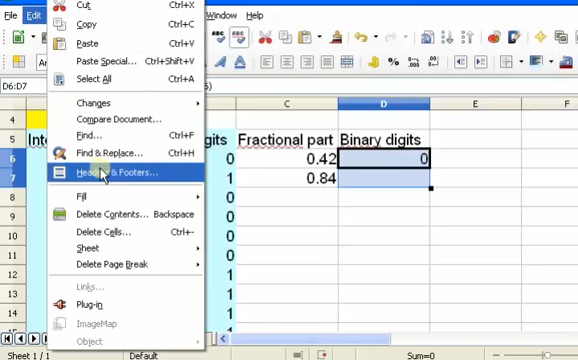 File Edit Window
Cut Ctrl+X
Copy Ctrl+C
Paste Ctrl+V
Paste Special... Ctrl+Shift+V
Select All Ctrl+A
Changes
Compare Document...
Find... Ctrl+F
Find & Replace... Ctrl+H
Headers & Footers...
Fill
Delete Contents... Backspace
Delete Cells... Ctrl+-
Sheet
Delete Page Break
Links...
Plug-in
ImageMap
Object
D6:D7
C D E F
4
5 Int gits Fractional part Binary digits
6 0 0.42 0
7 1 0.84
8 0
9 0
10 0
11 0
12 1
13 1
14 1
15 1
Sheet 1 / 1 Default Sum=0